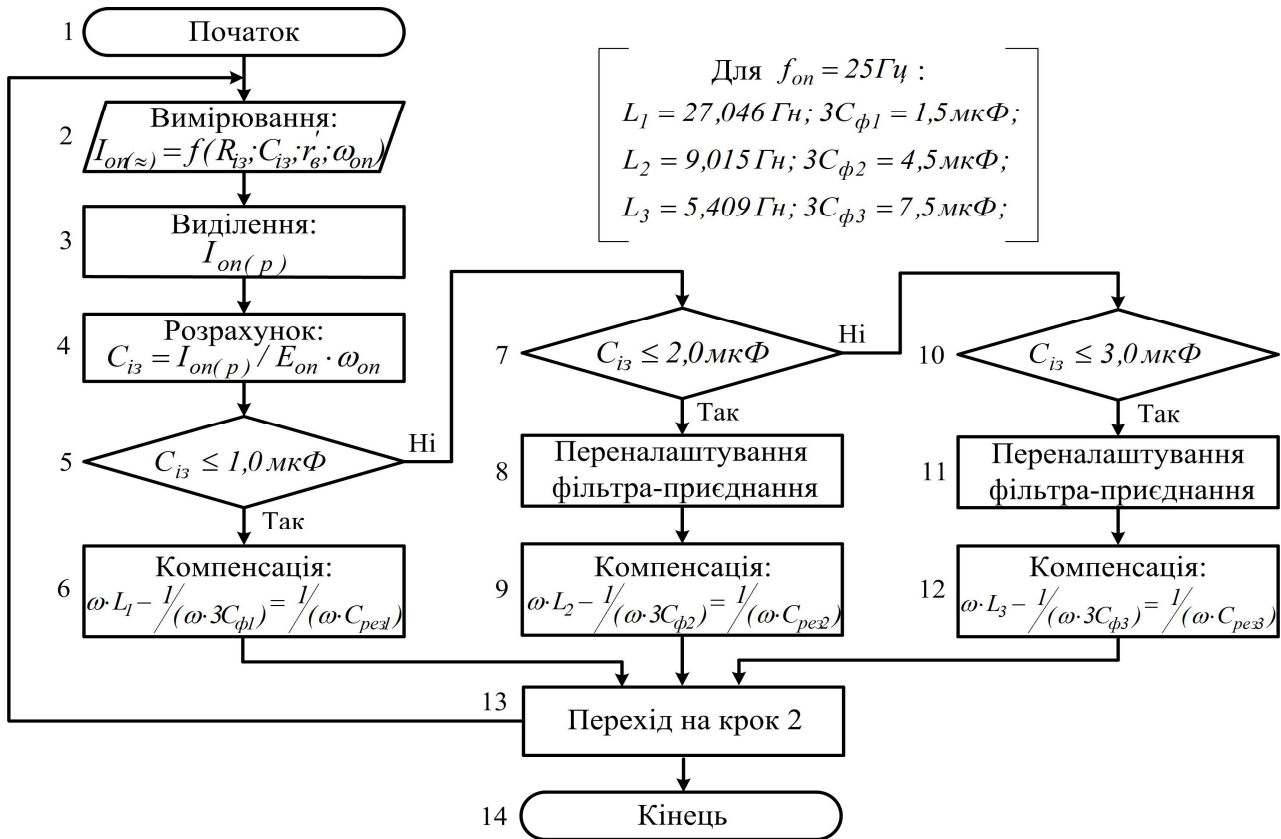 1 Початок
Для f_оп = 25Гц :
L_1 = 27,046 Гн; 3C_ф1 = 1,5 мкФ;
L_2 = 9,015 Гн; 3C_ф2 = 4,5 мкФ;
L_3 = 5,409 Гн; 3C_ф3 = 7,5 мкФ;
2 Вимірювання:
I_оп(≈) = f(R_із; C_із; r'_в; ω_оп)
3 Виділення:
I_оп( р )
4 Розрахунок:
C_із = I_оп( р ) / E_оп · ω_оп
5 C_із ≤ 1,0 мкФ
Ні
Так
6 Компенсація:
ω· L_1 − 1/(ω· 3C_ф1) = 1/(ω· C_рез1)
7 C_із ≤ 2,0 мкФ
Ні
Так
8 Переналаштування
фільтра-приєднання
9 Компенсація:
ω· L_2 − 1/(ω· 3C_ф2) = 1/(ω· C_рез2)
10 C_із ≤ 3,0 мкФ
Так
11 Переналаштування
фільтра-приєднання
12 Компенсація:
ω· L_3 − 1/(ω· 3C_ф3) = 1/(ω· C_рез3)
13 Перехід на крок 2
14 Кінець